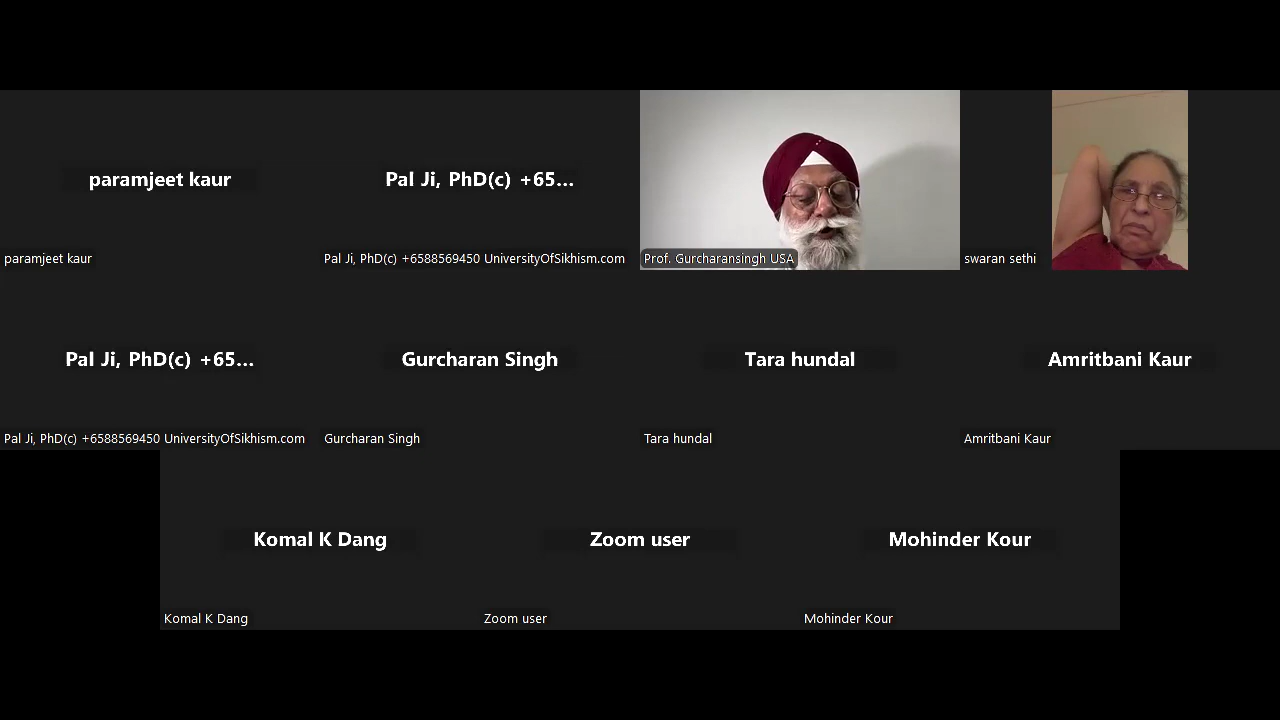 paramjeet kaur
Pal Ji, PhD(c) +65...
paramjeet kaur
Pal Ji, PhD(c) +6588569450 UniversityOfSikhism.com
Prof. Gurcharansingh USA
swaran sethi
Pal Ji, PhD(c) +65...
Gurcharan Singh
Tara hundal
Amritbani Kaur
Pal Ji, PhD(c) +6588569450 UniversityOfSikhism.com
Gurcharan Singh
Tara hundal
Amritbani Kaur
Komal K Dang
Zoom user
Mohinder Kour
Komal K Dang
Zoom user
Mohinder Kour